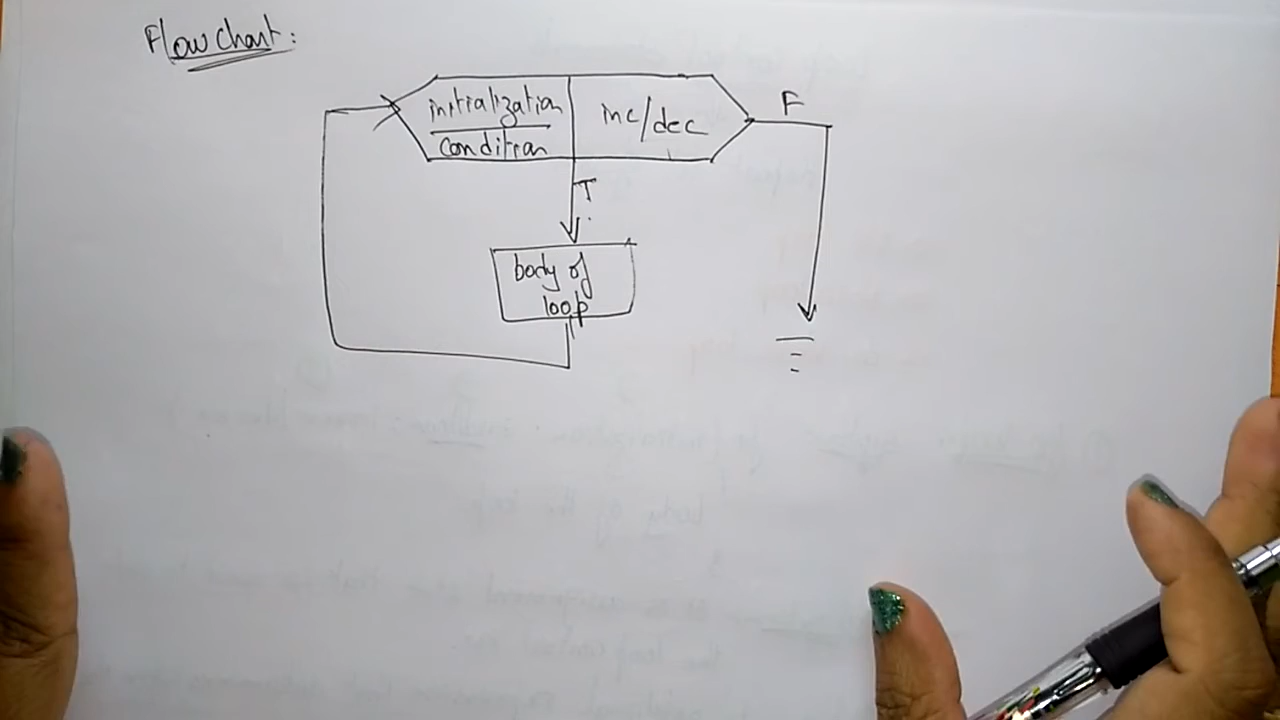 Flow chart:
initialization
condition
inc/dec
F
T
body of
loop